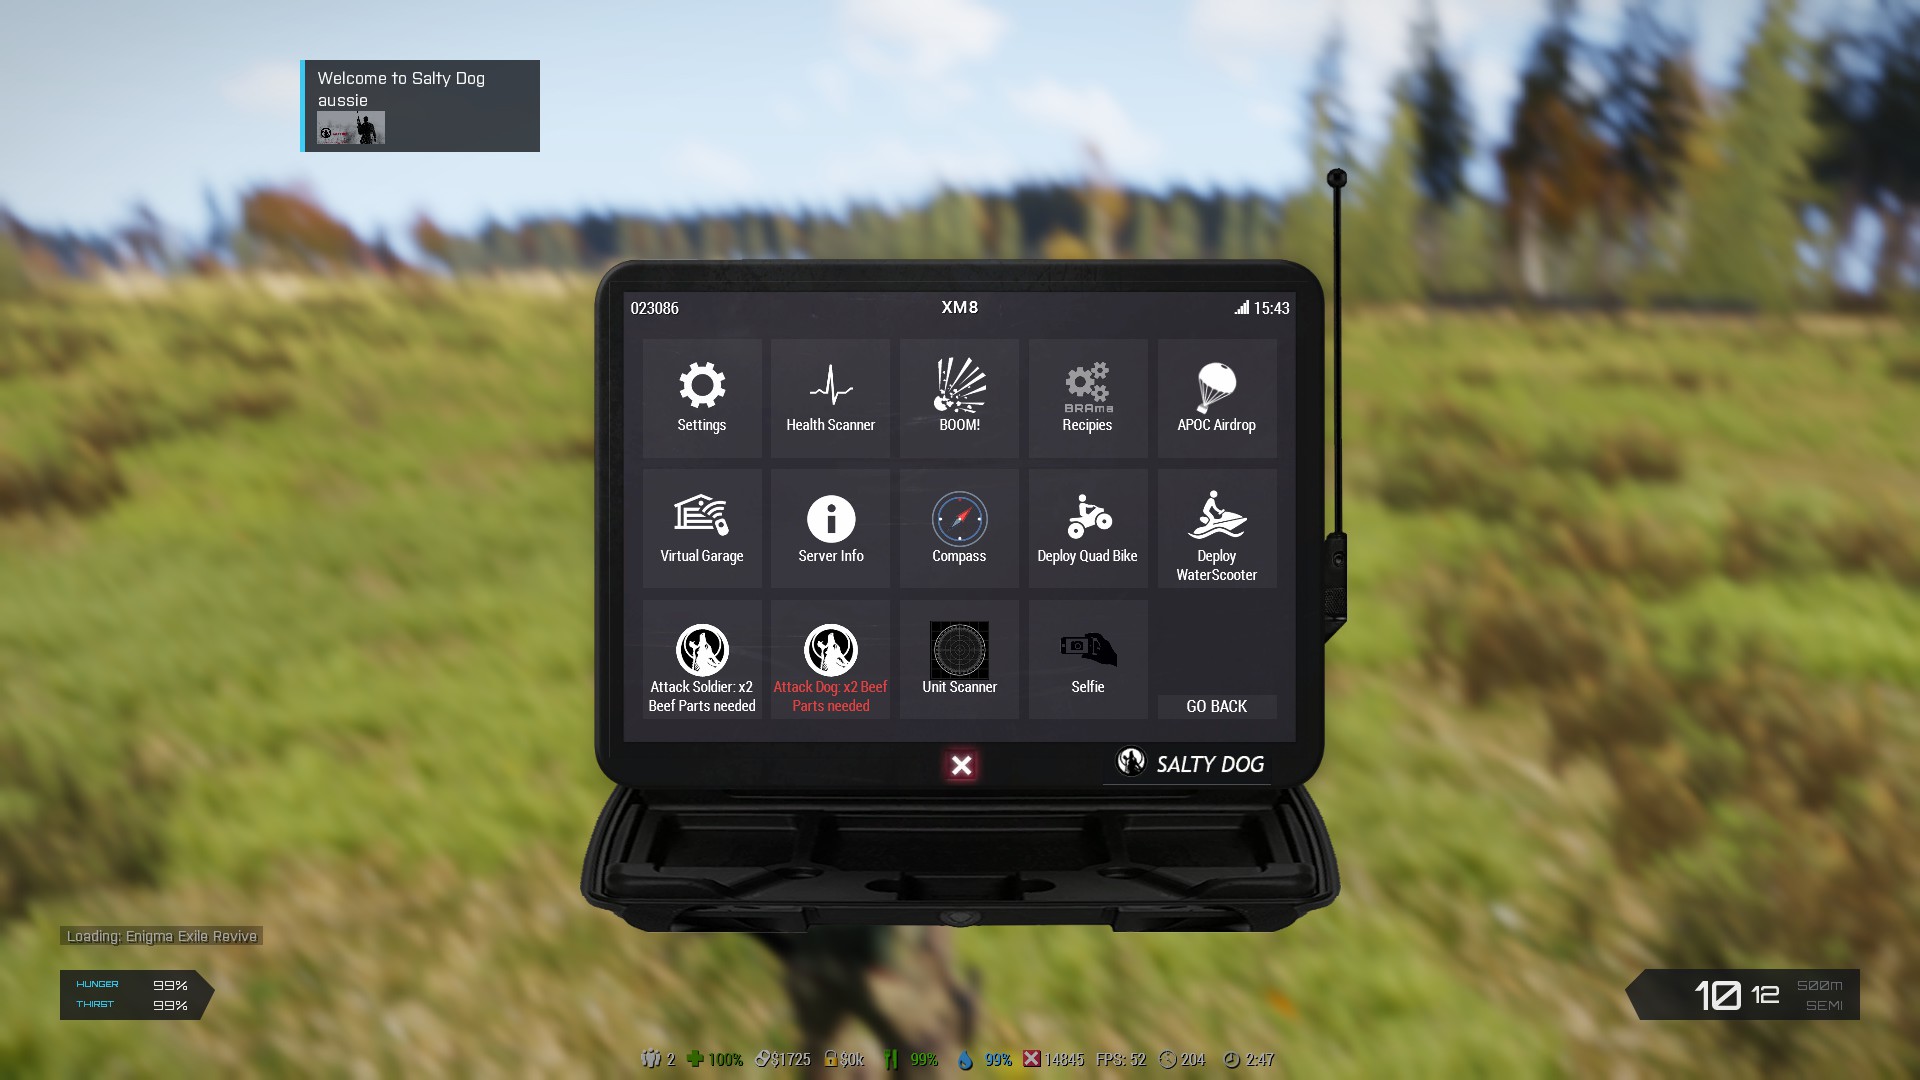 Welcome to Salty Dog
aussie
023086
XM8
15:43
Settings
Health Scanner
BOOM!
BRAma
Recipies
APOC Airdrop
Virtual Garage
Server Info
Compass
Deploy Quad Bike
Deploy
WaterScooter
Attack Soldier: x2
Beef Parts needed
Attack Dog: x2 Beef
Parts needed
Unit Scanner
Selfie
GO BACK
SALTY DOG
Loading: Enigma Exile Revive
HUNGER 99%
THIRST 99%
10 12 500m
SEMI
2 100% $1725 $0k 99% 99% 14845 FPS: 52 204 2:47